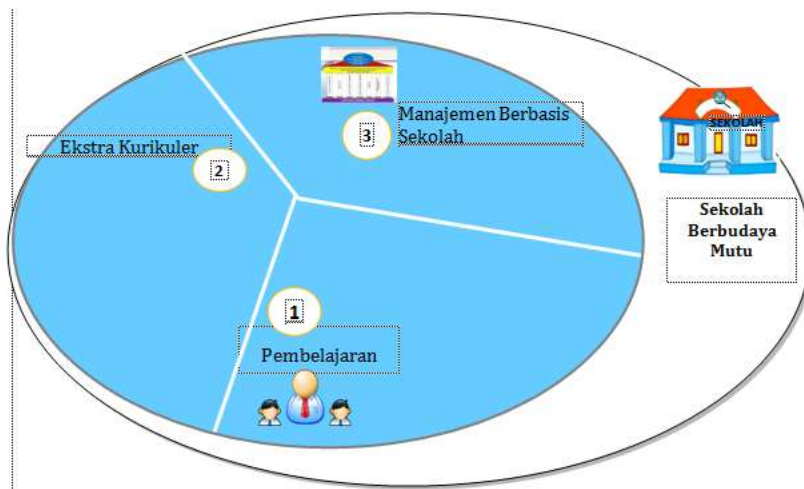 Manajemen Berbasis
Sekolah
3
SEKOLAH
Ekstra Kurikuler
2
Sekolah
Berbudaya
Mutu
1
Pembelajaran